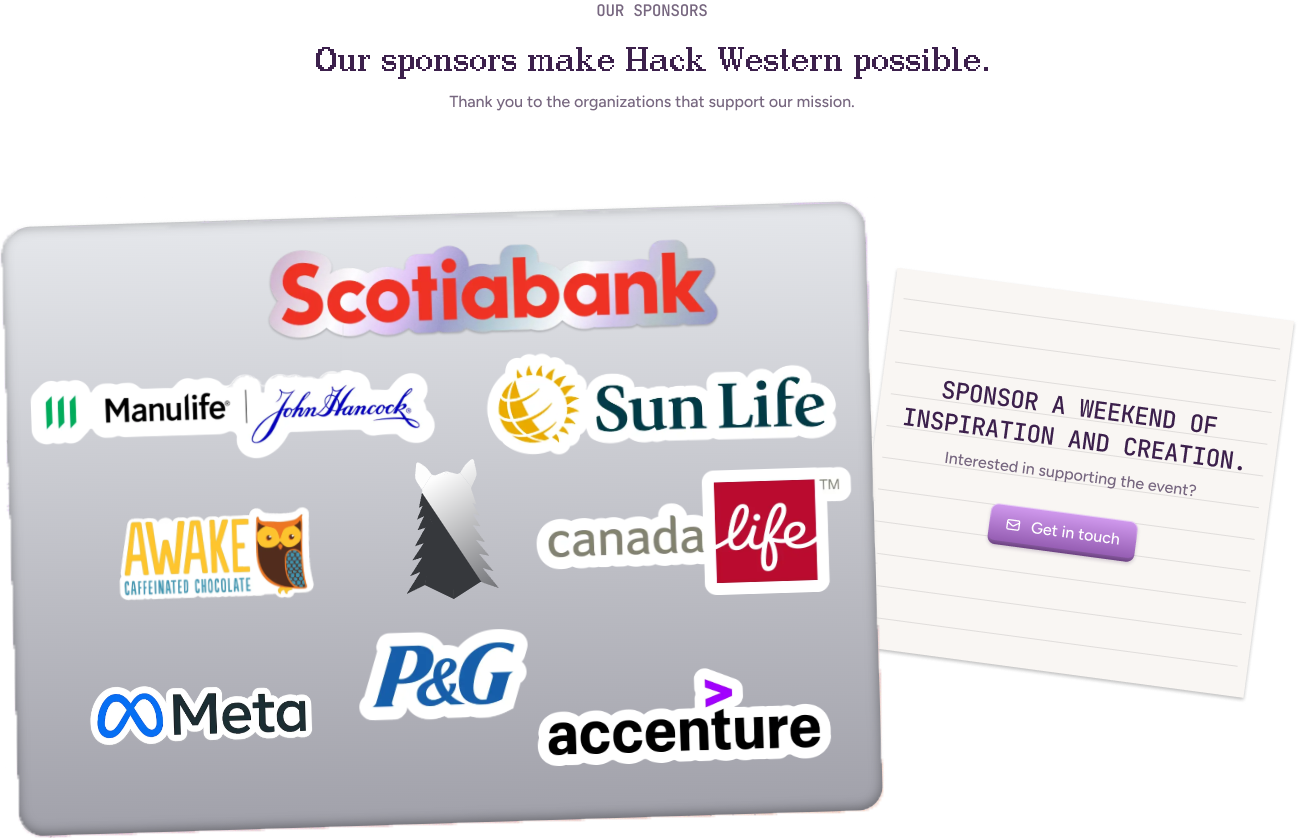 OUR SPONSORS
Our sponsors make Hack Western possible.
Thank you to the organizations that support our mission.
Scotiabank
Manulife® | John Hancock®
Sun Life
AWAKE
CAFFEINATED CHOCOLATE
canada life TM
Meta
P&G
accenture
>
SPONSOR A WEEKEND OF
INSPIRATION AND CREATION.
Interested in supporting the event?
Get in touch